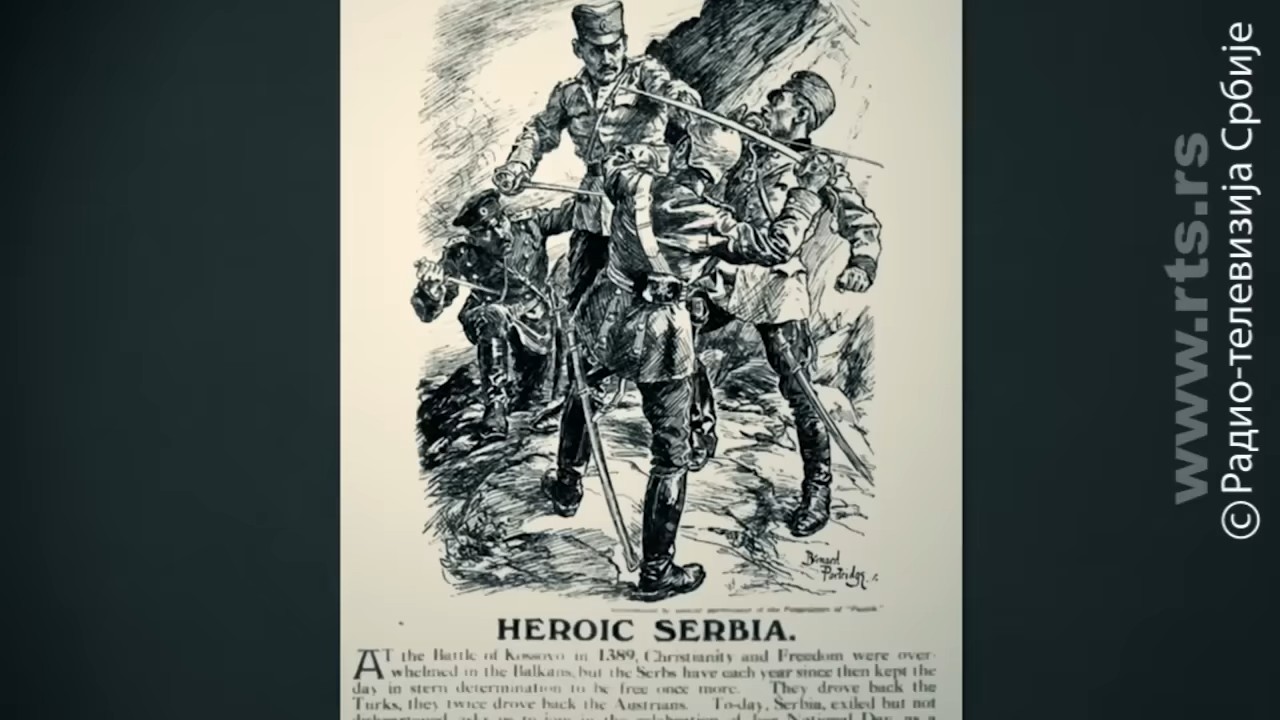 Bernard
Partridge
HEROIC SERBIA.
AT the Battle of Kossovo in 1389, Christianity and Freedom were over-
whelmed in the Balkans, but the Serbs have each year since then kept the
day in stern determination to be free once more. They drove back the
Turks, they twice drove back the Austrians. To-day, Serbia, exiled but not
www.rts.rs
© Радио-телевизија Србије